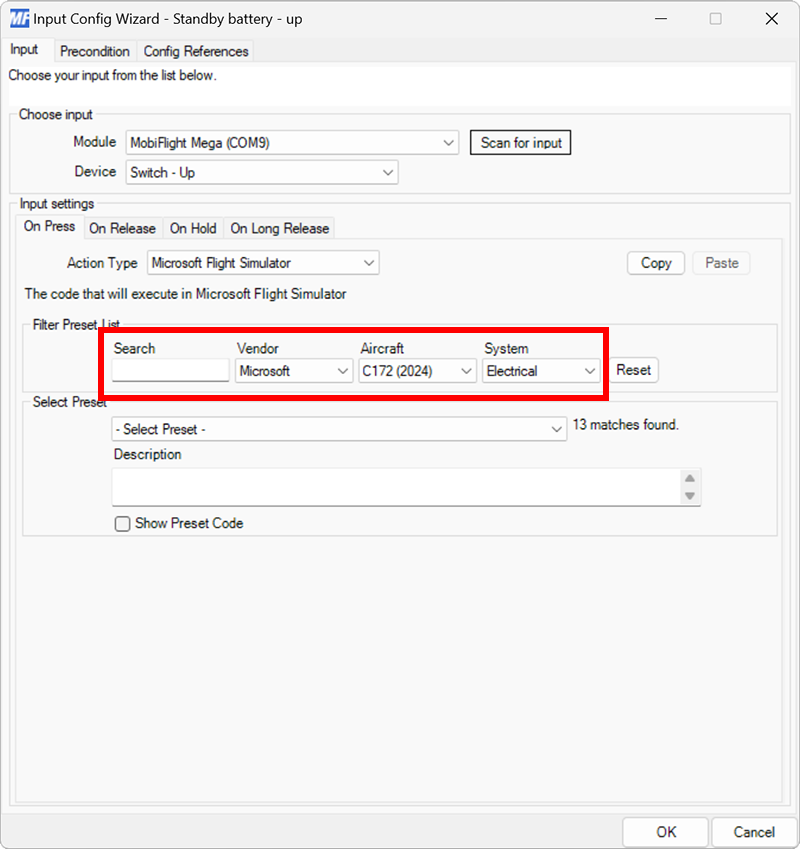 MF Input Config Wizard - Standby battery - up
Input Precondition Config References
Choose your input from the list below.
Choose input
Module MobiFlight Mega (COM9) Scan for input
Device Switch - Up
Input settings
On Press On Release On Hold On Long Release
Action Type Microsoft Flight Simulator Copy Paste
The code that will execute in Microsoft Flight Simulator
Filter Preset List
Search Vendor Aircraft System
Microsoft C172 (2024) Electrical Reset
Select Preset
- Select Preset - 13 matches found.
Description
Show Preset Code
OK Cancel